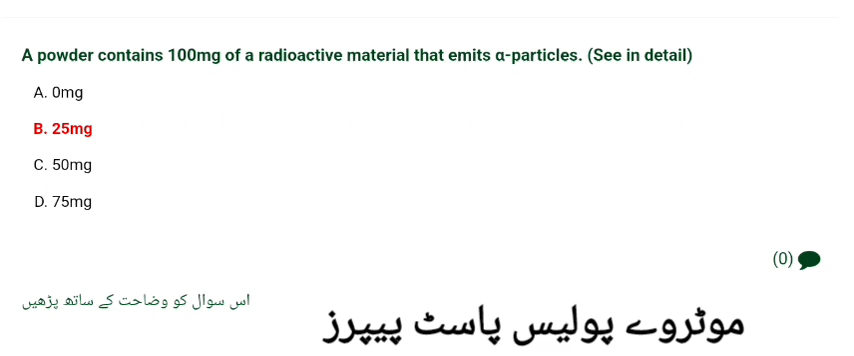 A powder contains 100mg of a radioactive material that emits α-particles. (See in detail)
A. 0mg
B. 25mg
C. 50mg
D. 75mg
(0)
اس سوال کو وضاحت کے ساتھ پڑھیں
موٹروے پولیس پاسٹ پیپرز